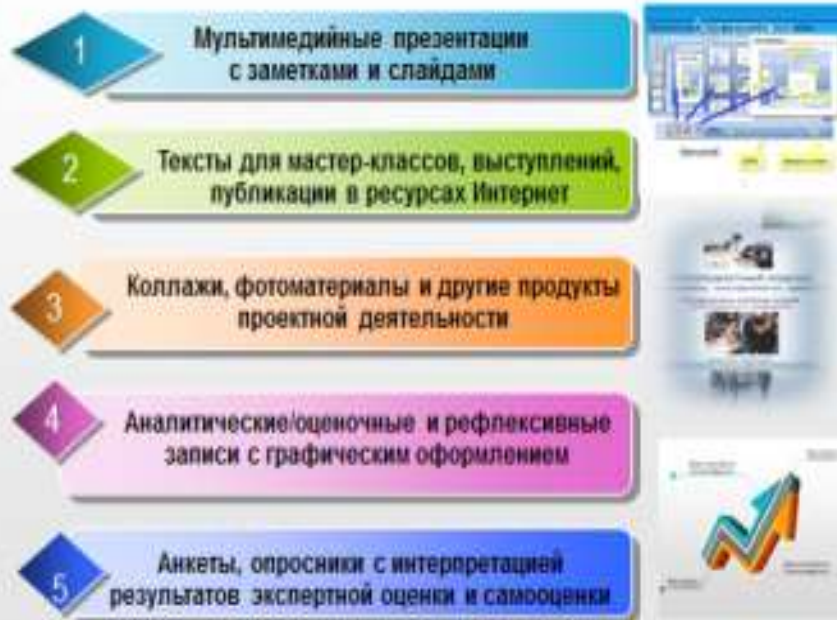 1
Мультимедийные презентации
с заметками и слайдами
2
Тексты для мастер-классов, выступлений,
публикации в ресурсах Интернет
3
Коллажи, фотоматериалы и другие продукты
проектной деятельности
4
Аналитические/оценочные и рефлексивные
записи с графическим оформлением
5
Анкеты, опросники с интерпретацией
результатов экспертной оценки и самооценки